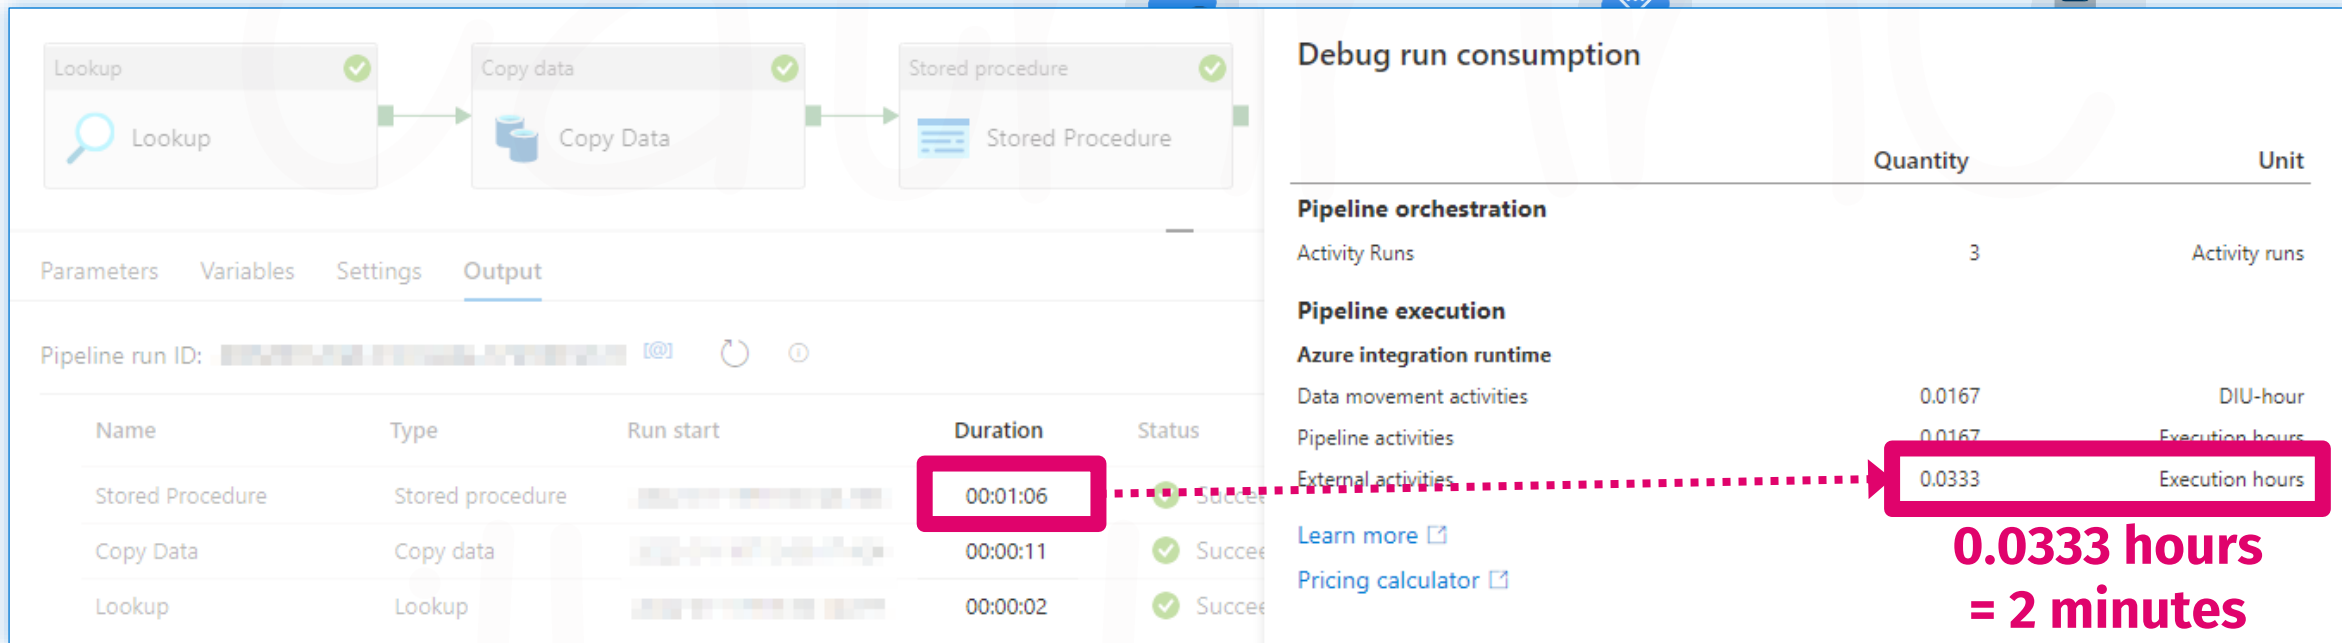 Lookup
Lookup
Copy data
Copy Data
Stored procedure
Stored Procedure
Parameters Variables Settings Output
Pipeline run ID: [@]
Name Type Run start Duration Status
Stored Procedure Stored procedure 00:01:06 Succee
Copy Data Copy data 00:00:11 Succee
Lookup Lookup 00:00:02 Succee
Debug run consumption
Quantity Unit
Pipeline orchestration
Activity Runs 3 Activity runs
Pipeline execution
Azure integration runtime
Data movement activities 0.0167 DIU-hour
Pipeline activities 0.0167 Execution hours
External activities 0.0333 Execution hours
Learn more
Pricing calculator
0.0333 hours
= 2 minutes